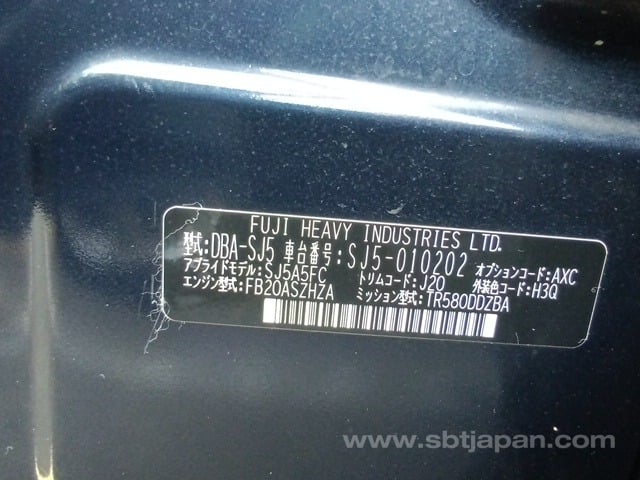 FUJI HEAVY INDUSTRIES LTD.
型式:DBA-SJ5 車台番号:SJ5-010202 オプションコード:AXC
アプライドモデル:SJ5A5FC トリムコード:J20 外装色コード:H3Q
エンジン型式:FB20ASZHZA ミッション型式:TR580DDZBA
www.sbtjapan.com